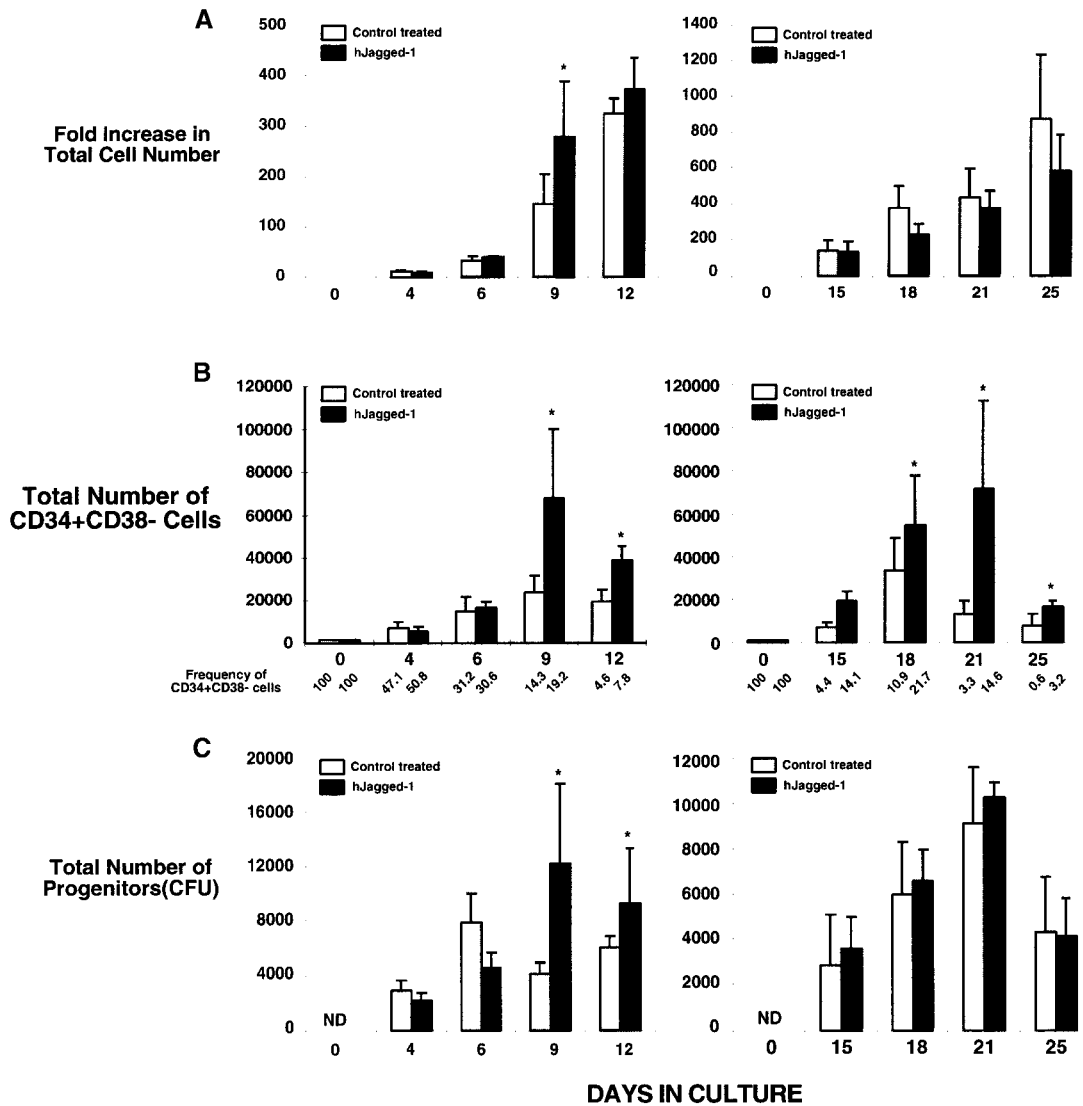 A
Fold Increase in
Total Cell Number
500
400
300
200
100
0
Control treated
hJagged-1
*
0 4 6 9 12
1400
1200
1000
800
600
400
200
0
Control treated
hJagged-1
0 15 18 21 25
B
Total Number of
CD34+CD38- Cells
120000
100000
80000
60000
40000
20000
0
Control treated
hJagged-1
*
*
0 4 6 9 12
Frequency of
CD34+CD38- cells
100 100 47.1 50.8 31.2 30.6 14.3 19.2 4.6 7.8
120000
100000
80000
60000
40000
20000
0
Control treated
hJagged-1
*
*
*
0 15 18 21 25
100 100 4.4 14.1 10.9 21.7 3.3 14.6 0.6 3.2
C
Total Number of
Progenitors(CFU)
20000
16000
12000
8000
4000
0
Control treated
hJagged-1
*
*
ND
0 4 6 9 12
12000
10000
8000
6000
4000
2000
0
Control treated
hJagged-1
ND
0 15 18 21 25
DAYS IN CULTURE